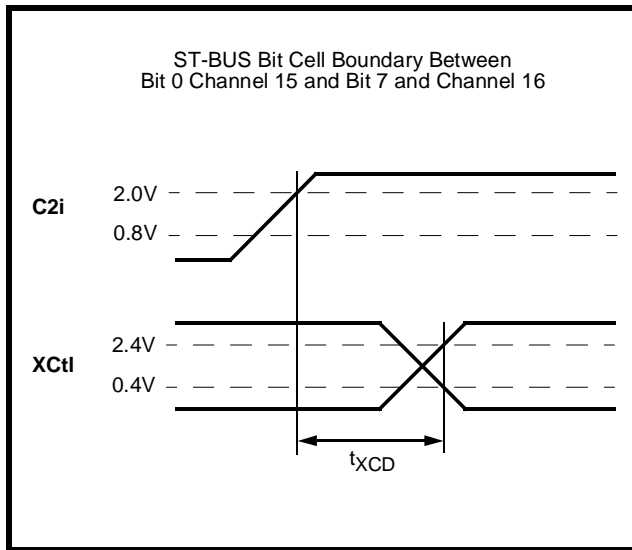 ST-BUS Bit Cell Boundary Between
Bit 0 Channel 15 and Bit 7 and Channel 16
C2i
2.0V
0.8V
XCtl
2.4V
0.4V
tXCD